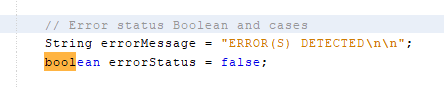 // Error status Boolean and cases
String errorMessage = "ERROR(S) DETECTED\n\n";
boolean errorStatus = false;